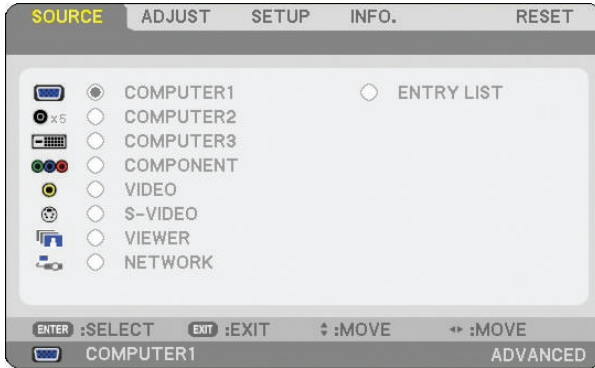 SOURCE ADJUST SETUP INFO. RESET
COMPUTER1 ENTRY LIST
x5 COMPUTER2
COMPUTER3
COMPONENT
VIDEO
S-VIDEO
VIEWER
NETWORK
ENTER :SELECT EXIT :EXIT :MOVE :MOVE
COMPUTER1 ADVANCED